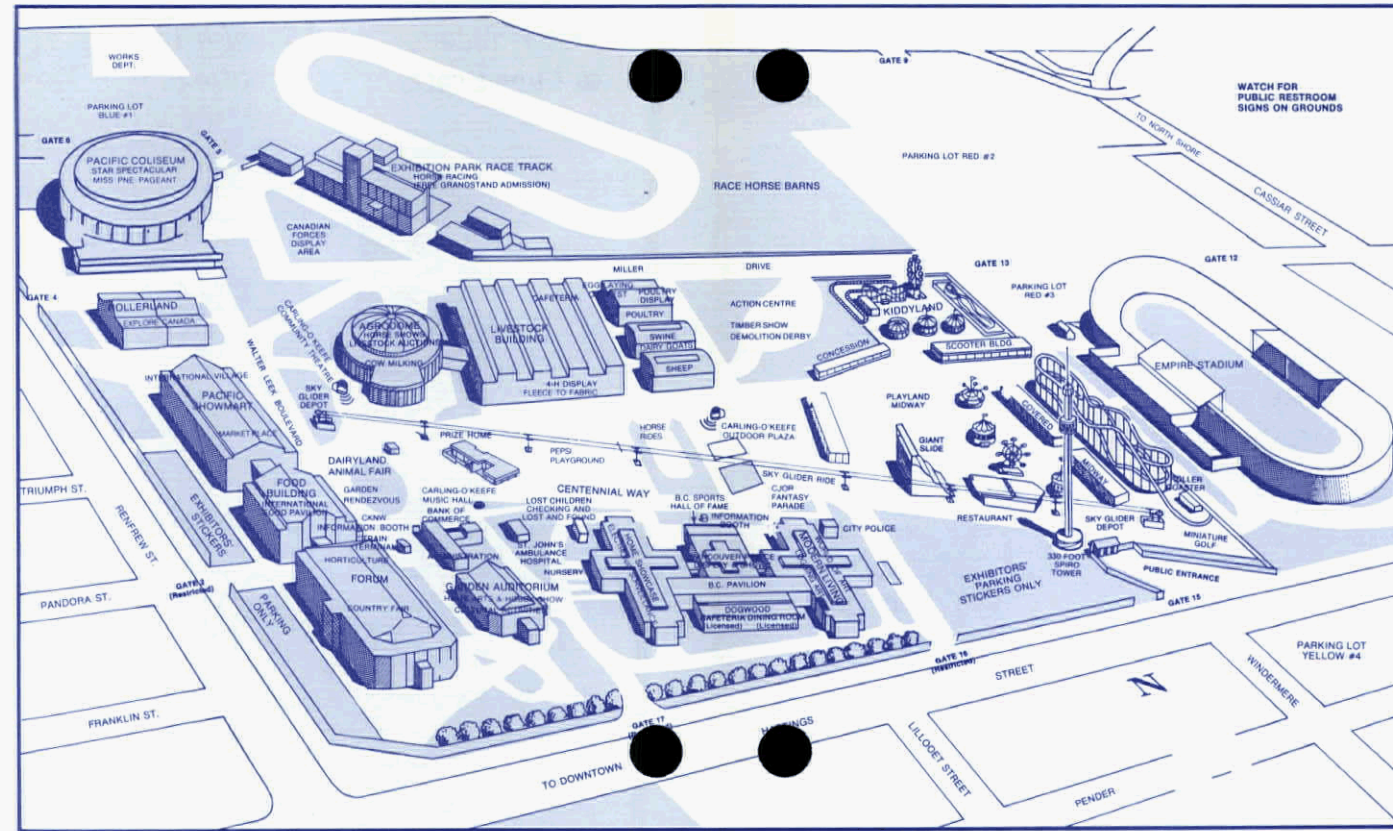 WORKS
DEPT.
PARKING LOT
BLUE #1
GATE 6
GATE 5
PACIFIC COLISEUM
STAR SPECTACULAR
MISS PNE PAGEANT
EXHIBITION PARK RACE TRACK
HORSE RACING
(FREE GRANDSTAND ADMISSION)
CANADIAN
FORCES
DISPLAY
AREA
GATE 9
WATCH FOR
PUBLIC RESTROOM
SIGNS ON GROUNDS
TO NORTH SHORE
PARKING LOT RED #2
RACE HORSE BARNS
CASSIAR STREET
GATE 12
GATE 13
PARKING LOT
RED #3
MILLER
DRIVE
GATE 4
ROLLERLAND
EXPLORE CANADA
CARLING-O'KEEFE
COMMUNITY THEATRE
AGRODOME
HORSE SHOWS
LIVESTOCK AUCTIONS
COW MILKING
CAFETERIA
LIVESTOCK
BUILDING
4-H DISPLAY
FLEECE TO FABRIC
POULTRY
DISPLAY
POULTRY
SWINE
DAIRY GOATS
SHEEP
ACTION CENTRE
TIMBER SHOW
DEMOLITION DERBY
KIDDYLAND
CONCESSION
SCOOTER BLDG
EMPIRE STADIUM
INTERNATIONAL VILLAGE
PACIFIC
SHOWMART
MARKET PLACE
WALTER LEEK BOULEVARD
SKY
GLIDER
DEPOT
PRIZE HOME
HORSE
RIDES
PEPSI
PLAYGROUND
CARLING-O'KEEFE
OUTDOOR PLAZA
PLAYLAND
MIDWAY
GIANT
SLIDE
COVERED
MIDWAY
SKY GLIDER RIDE
DAIRYLAND
ANIMAL FAIR
TRIUMPH ST.
RENFREW ST.
EXHIBITORS'
STICKERS
FOOD
BUILDING
INTERNATIONAL
FOOD PAVILION
GARDEN
RENDEZVOUS
CKNW
INFORMATION BOOTH
TRAIN
TERMINAL
CARLING-O'KEEFE
MUSIC HALL
BANK OF
COMMERCE
CENTENNIAL WAY
LOST CHILDREN
CHECKING and
LOST and FOUND
B.C. SPORTS
HALL OF FAME
INFORMATION
BOOTH
CJOR
FANTASY
PARADE
CITY POLICE
RESTAURANT
ROLLER
COASTER
SKY GLIDER
DEPOT
MINIATURE
GOLF
330 FOOT
SPIRO
TOWER
PUBLIC ENTRANCE
ADMINISTRATION
ST. JOHN'S
AMBULANCE
HOSPITAL
NURSERY
HOME SHOWCASE
B.C. PAVILION
MODERN LIVING
DOGWOOD
CAFETERIA DINING ROOM
(Licensed) (Licensed)
EXHIBITORS'
PARKING
STICKERS ONLY
GATE 15
HORTICULTURE
FORUM
COUNTRY FAIR
GARDEN AUDITORIUM
PANDORA ST.
(Restricted)
PARKING
ONLY
GATE 16
(Restricted)
STREET
N
PARKING LOT
YELLOW #4
WINDERMERE
FRANKLIN ST.
GATE 17
TO DOWNTOWN
LILLOOET STREET
PENDER